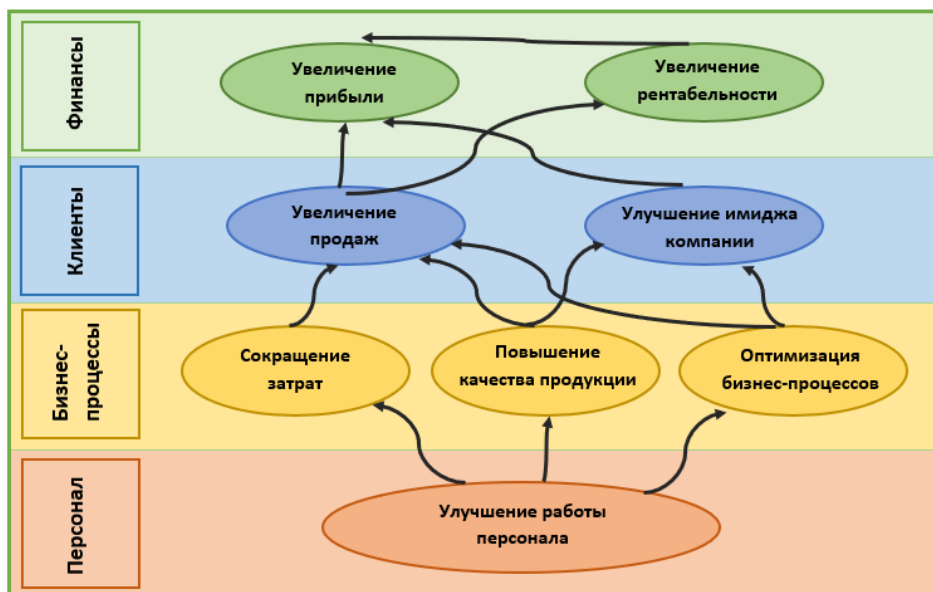 Финансы
Увеличение
прибыли
Увеличение
рентабельности
Клиенты
Увеличение
продаж
Улучшение имиджа
компании
Бизнес-
процессы
Сокращение
затрат
Повышение
качества продукции
Оптимизация
бизнес-процессов
Персонал
Улучшение работы
персонала